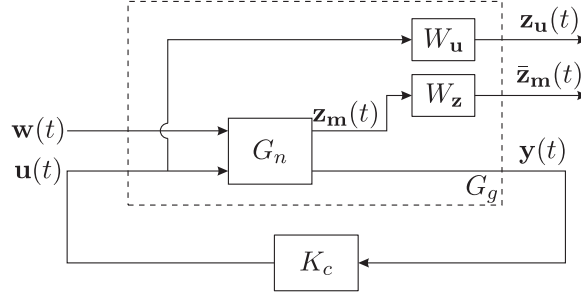 W_u z_u(t)
W_z z̄_m(t)
w(t) z_m(t)
G_n
u(t) y(t)
G_g
K_c